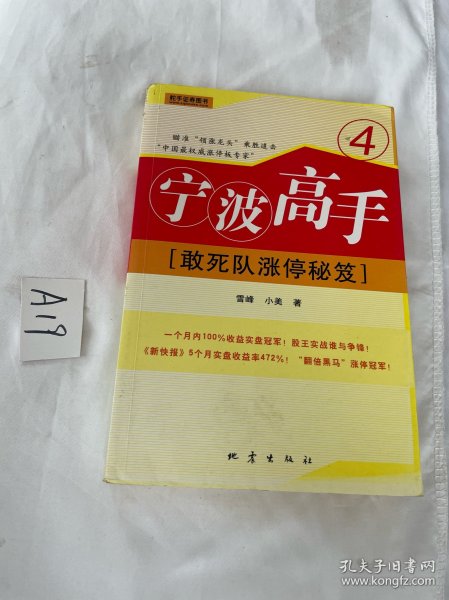 舵手证券图书
瞄准“领涨龙头”乘胜追击
“中国最权威涨停板专家”
4
宁波高手
[敢死队涨停秘笈]
雪峰 小美 著
一个月内100%收益实盘冠军！股王实战谁与争锋！
《新快报》5个月实盘收益率472%！“翻倍黑马”涨停冠军！
地震出版社
A19
孔夫子旧书网
www.kongfz.com